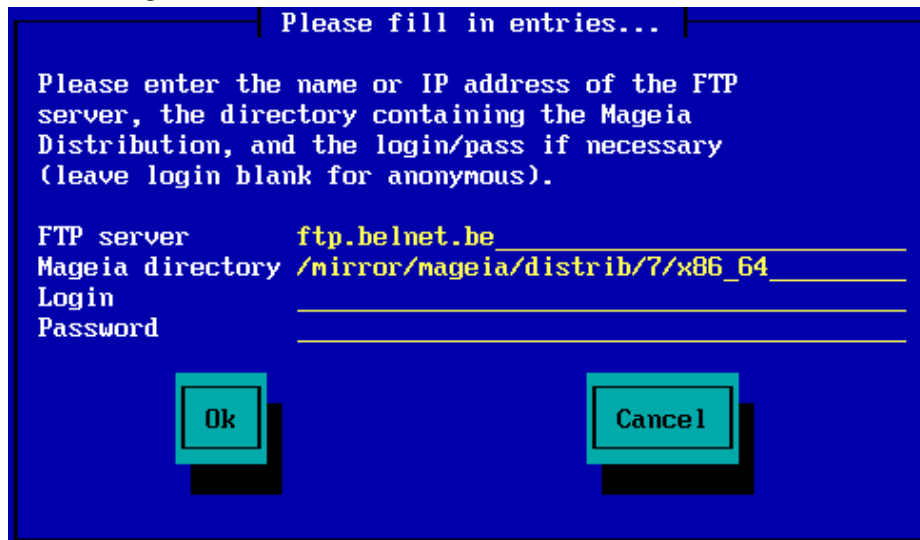 Please fill in entries...
Please enter the name or IP address of the FTP
server, the directory containing the Mageia
Distribution, and the login/pass if necessary
(leave login blank for anonymous).
FTP server ftp.belnet.be
Mageia directory /mirror/mageia/distrib/7/x86_64
Login
Password
Ok Cancel